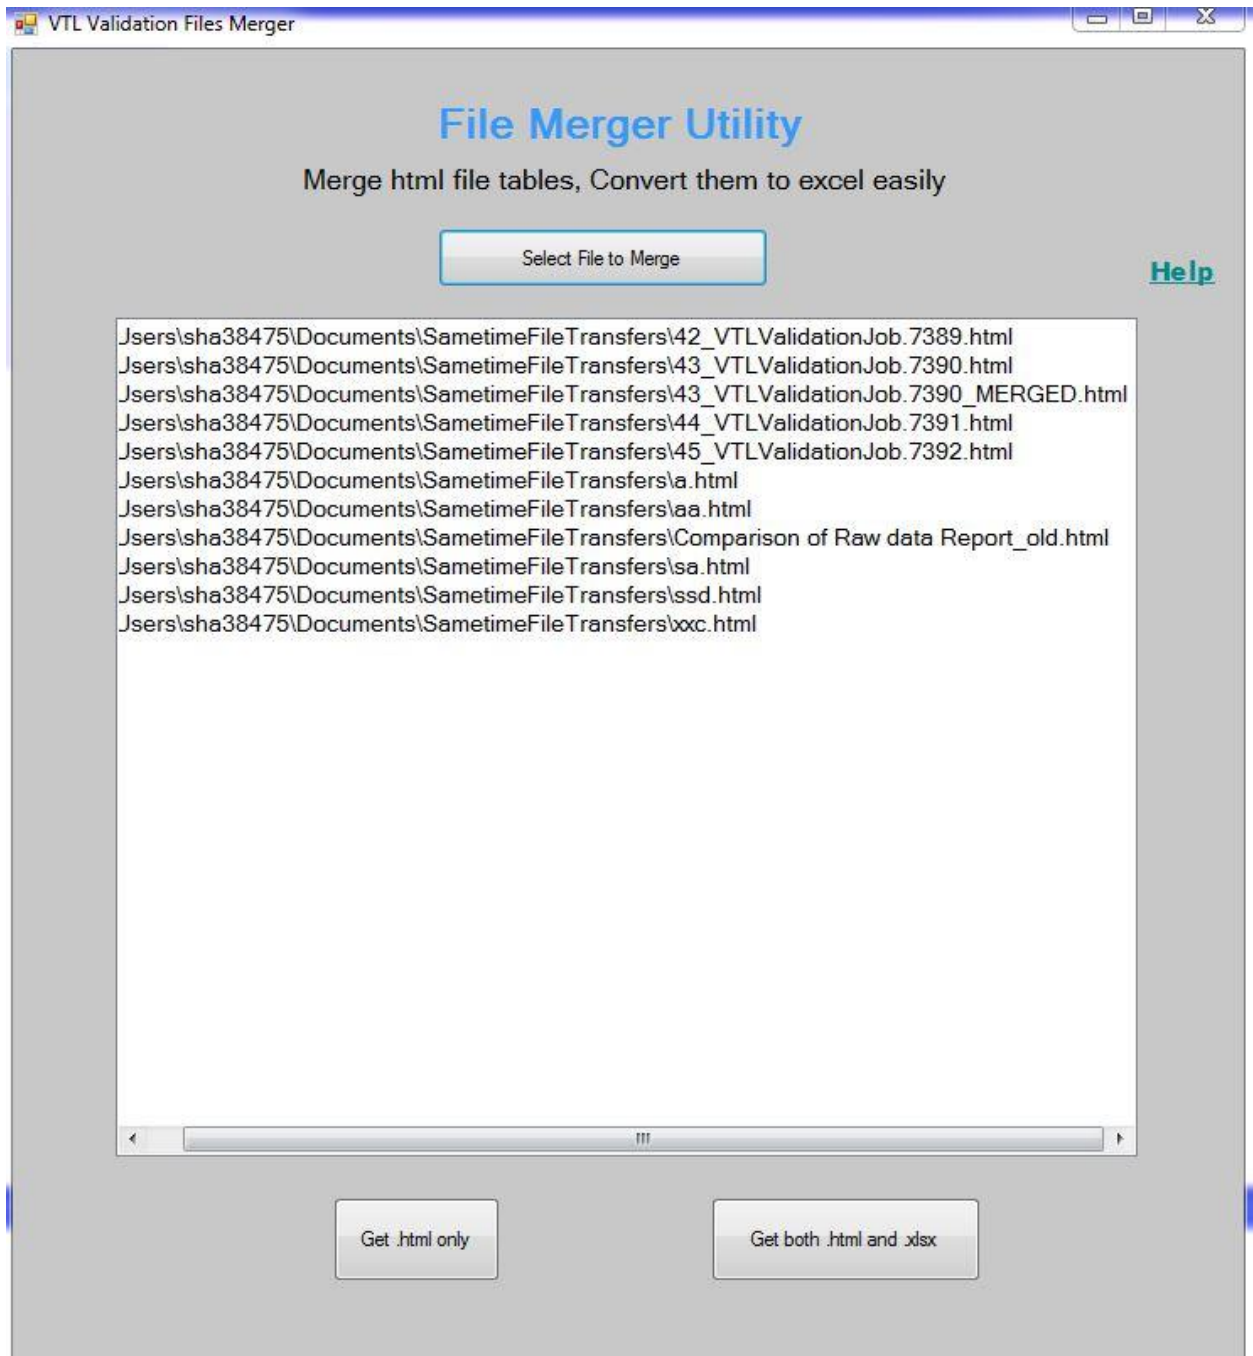 VTL Validation Files Merger
File Merger Utility
Merge html file tables, Convert them to excel easily
Select File to Merge
Help
Jsers\sha38475\Documents\SametimeFileTransfers\42_VTLValidationJob.7389.html
Jsers\sha38475\Documents\SametimeFileTransfers\43_VTLValidationJob.7390.html
Jsers\sha38475\Documents\SametimeFileTransfers\43_VTLValidationJob.7390_MERGED.html
Jsers\sha38475\Documents\SametimeFileTransfers\44_VTLValidationJob.7391.html
Jsers\sha38475\Documents\SametimeFileTransfers\45_VTLValidationJob.7392.html
Jsers\sha38475\Documents\SametimeFileTransfers\a.html
Jsers\sha38475\Documents\SametimeFileTransfers\aa.html
Jsers\sha38475\Documents\SametimeFileTransfers\Comparison of Raw data Report_old.html
Jsers\sha38475\Documents\SametimeFileTransfers\sa.html
Jsers\sha38475\Documents\SametimeFileTransfers\ssd.html
Jsers\sha38475\Documents\SametimeFileTransfers\xxc.html
Get .html only
Get both .html and .xlsx